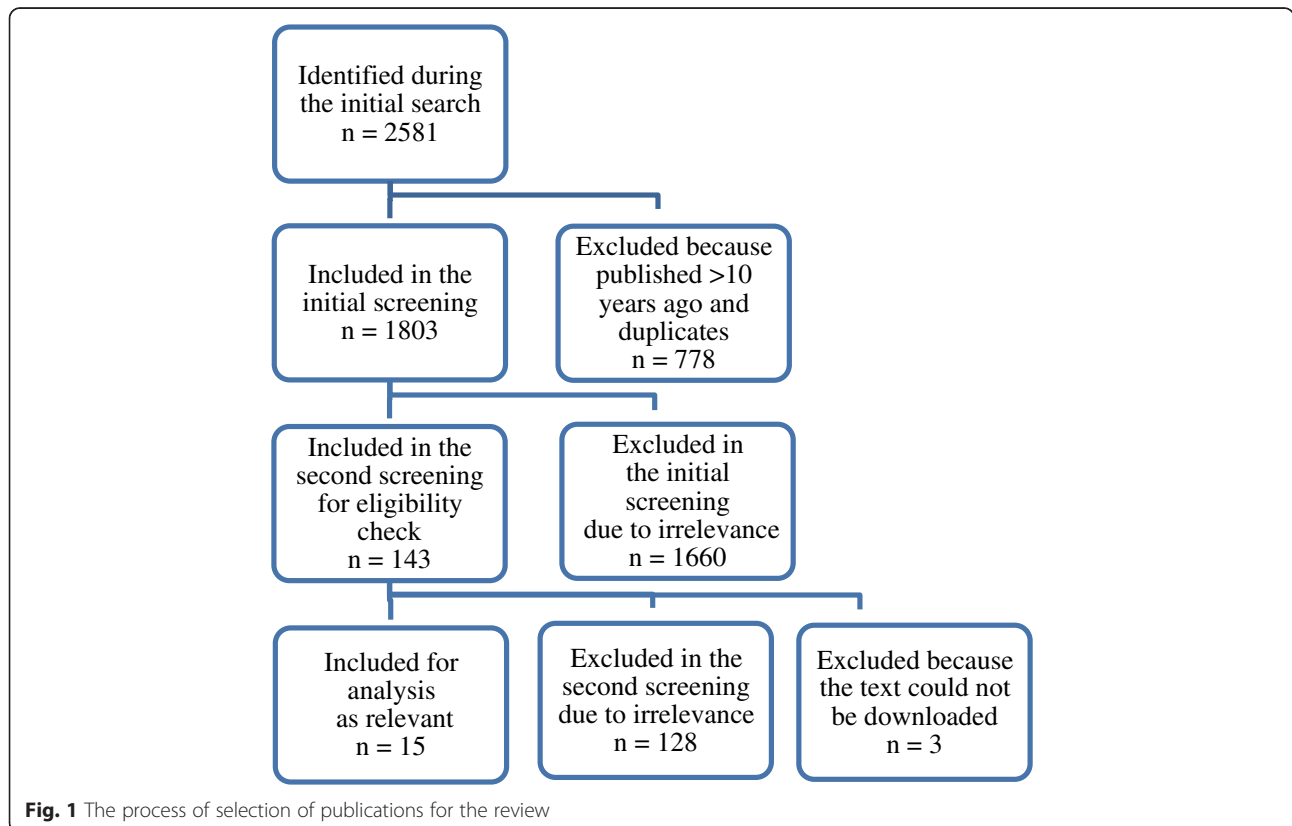 Identified during
the initial search
n = 2581
Included in the
initial screening
n = 1803
Excluded because
published >10
years ago and
duplicates
n = 778
Included in the
second screening
for eligibility
check
n = 143
Excluded in
the initial
screening
due to irrelevance
n = 1660
Included for
analysis
as relevant
n = 15
Excluded in the
second screening
due to irrelevance
n = 128
Excluded because
the text could not
be downloaded
n = 3
Fig. 1 The process of selection of publications for the review